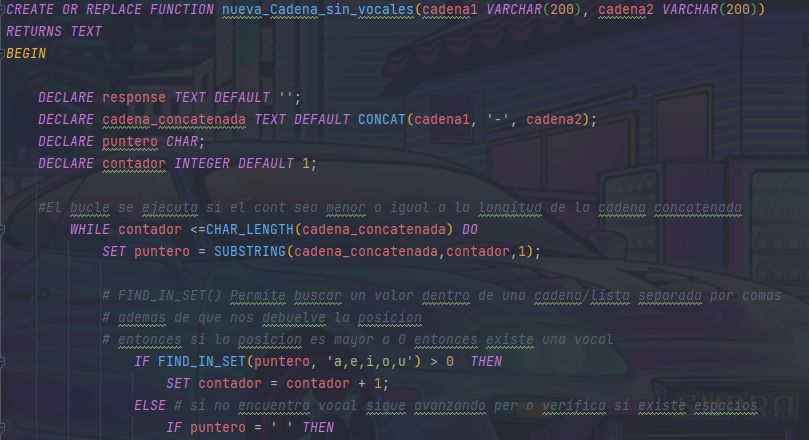 CREATE OR REPLACE FUNCTION nueva_Cadena_sin_vocales(cadena1 VARCHAR(200), cadena2 VARCHAR(200))
RETURNS TEXT
BEGIN
DECLARE response TEXT DEFAULT '';
DECLARE cadena_concatenada TEXT DEFAULT CONCAT(cadena1, '-', cadena2);
DECLARE puntero CHAR;
DECLARE contador INTEGER DEFAULT 1;
#El bucle se ejecuta si el cont sea menor o igual a la longitud de la cadena concatenada
WHILE contador <=CHAR_LENGTH(cadena_concatenada) DO
SET puntero = SUBSTRING(cadena_concatenada,contador,1);
# FIND_IN_SET() Permite buscar un valor dentro de una cadena/lista separada por comas
# ademas de que nos debuelve la posicion
# entonces si la posicion es mayor a 0 entonces existe una vocal
IF FIND_IN_SET(puntero, 'a,e,i,o,u') > 0  THEN
SET contador = contador + 1;
ELSE # si no encuentra vocal sigue avanzando per o verifica si existe espacios
IF puntero = ' ' THEN